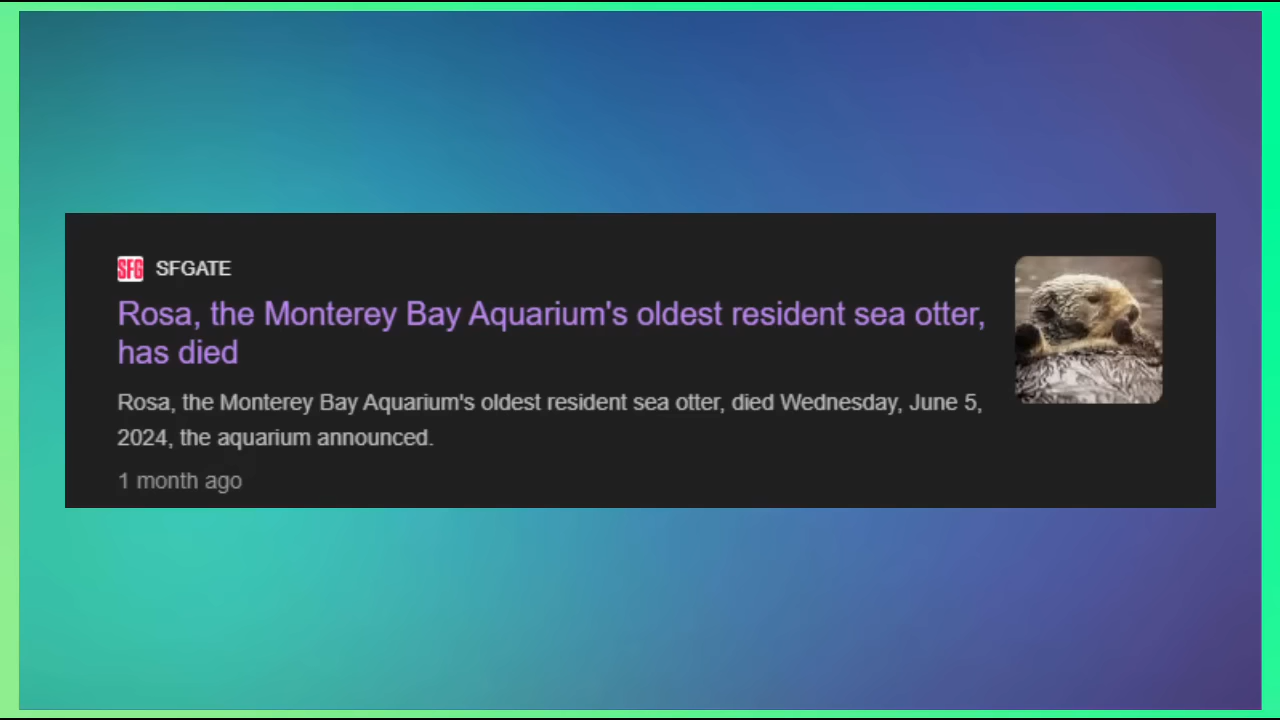 SFG SFGATE
Rosa, the Monterey Bay Aquarium's oldest resident sea otter,
has died
Rosa, the Monterey Bay Aquarium's oldest resident sea otter, died Wednesday, June 5,
2024, the aquarium announced.
1 month ago